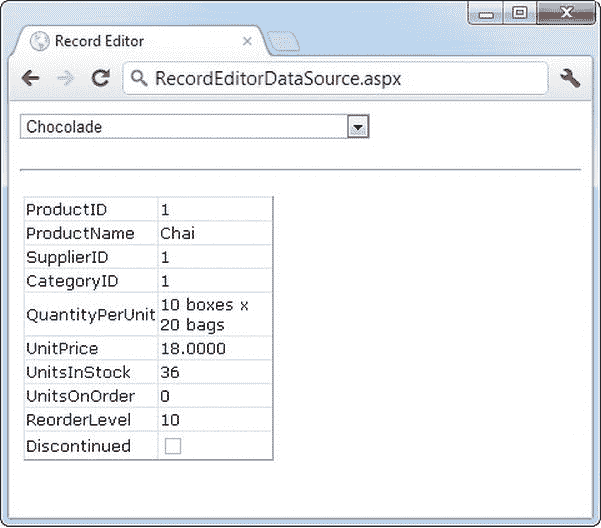 Record Editor
RecordEditorDataSource.aspx
Chocolade
ProductID 1
ProductName Chai
SupplierID 1
CategoryID 1
QuantityPerUnit 10 boxes x
20 bags
UnitPrice 18.0000
UnitsInStock 36
UnitsOnOrder 0
ReorderLevel 10
Discontinued